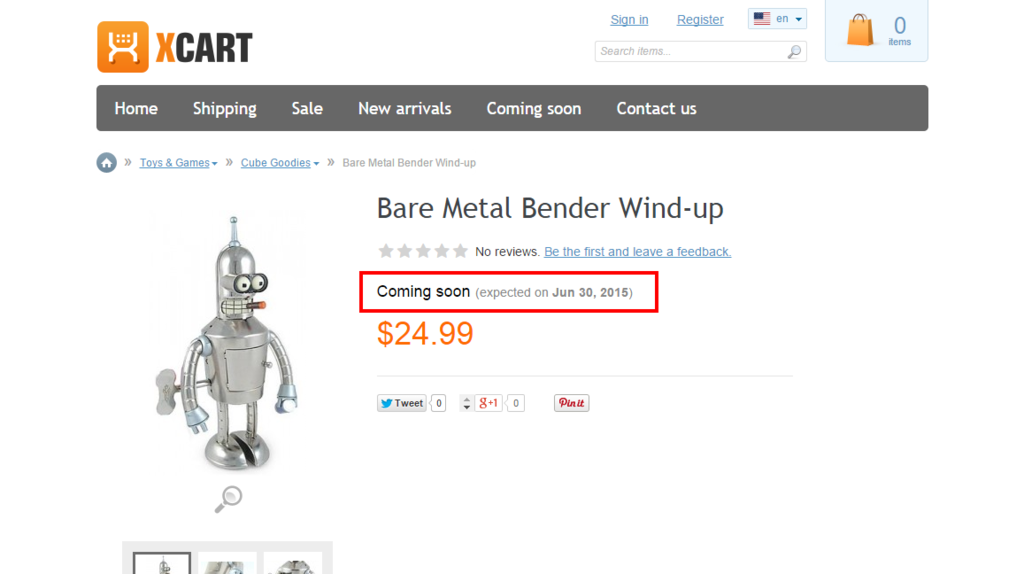 Sign in Register en 0 items
XCART
Search items...
Home Shipping Sale New arrivals Coming soon Contact us
» Toys & Games » Cube Goodies » Bare Metal Bender Wind-up
Bare Metal Bender Wind-up
No reviews. Be the first and leave a feedback.
Coming soon (expected on Jun 30, 2015)
$24.99
Tweet 0 g+1 0 Pin it